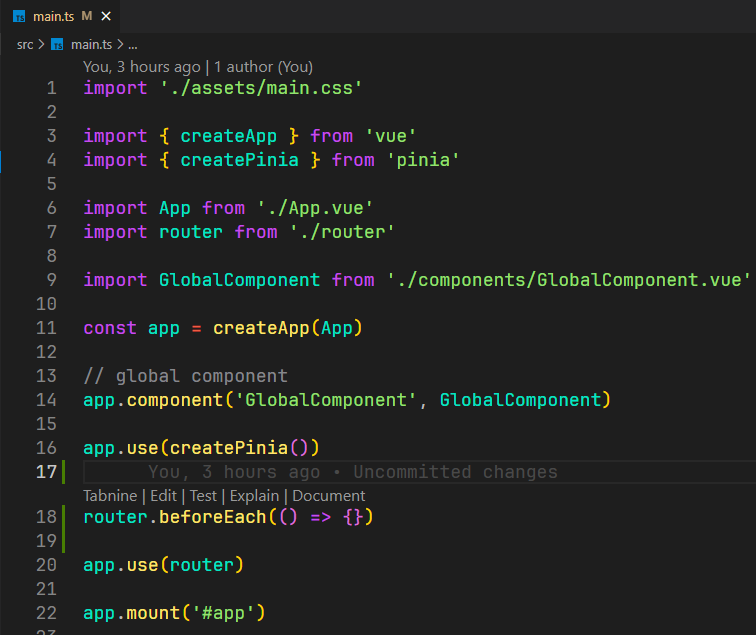 main.ts M ×
src > main.ts > ...
You, 3 hours ago | 1 author (You)
1 import './assets/main.css'
2
3 import { createApp } from 'vue'
4 import { createPinia } from 'pinia'
5
6 import App from './App.vue'
7 import router from './router'
8
9 import GlobalComponent from './components/GlobalComponent.vue'
10
11 const app = createApp(App)
12
13 // global component
14 app.component('GlobalComponent', GlobalComponent)
15
16 app.use(createPinia())
17 You, 3 hours ago • Uncommitted changes
Tabnine | Edit | Test | Explain | Document
18 router.beforeEach(() => {})
19
20 app.use(router)
21
22 app.mount('#app')
23